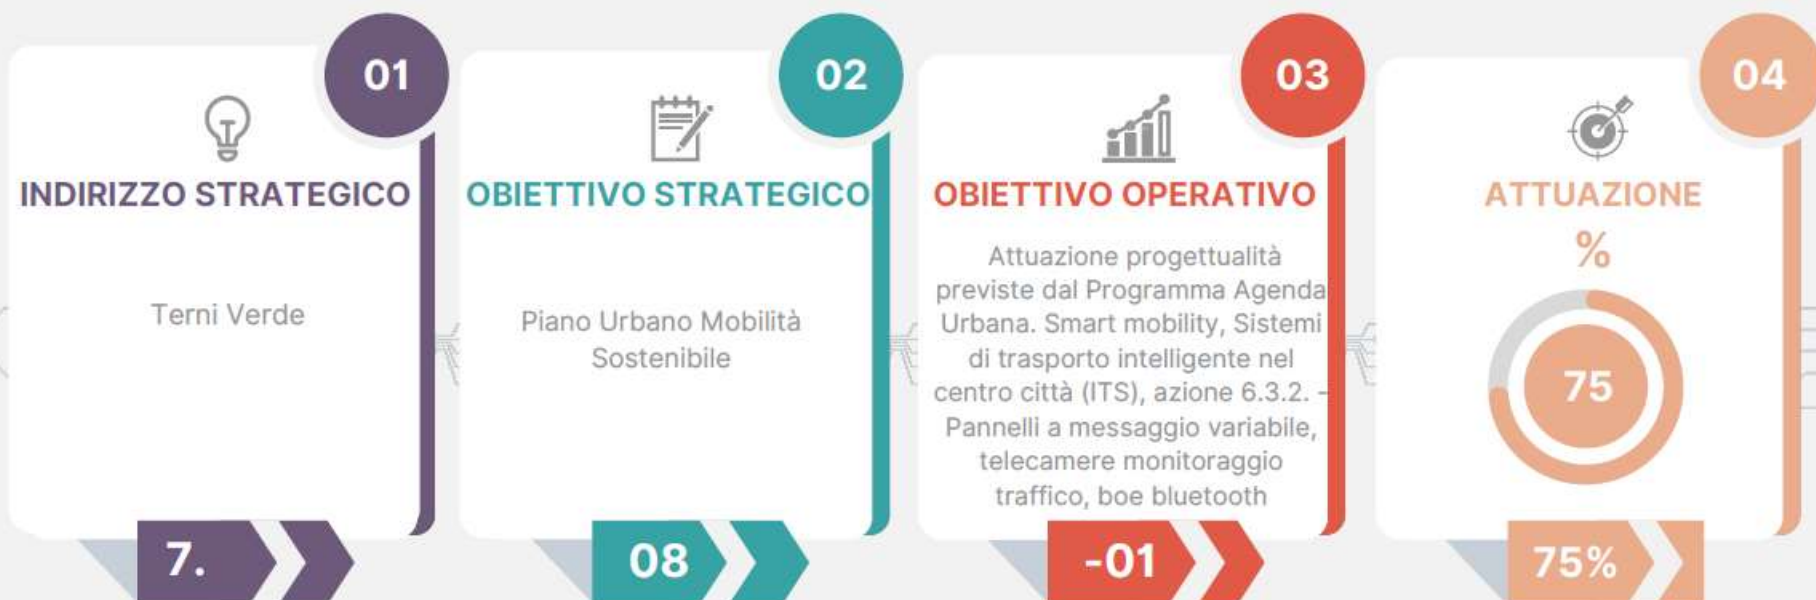 01
INDIRIZZO STRATEGICO
Terni Verde
7.
02
OBIETTIVO STRATEGICO
Piano Urbano Mobilità
Sostenibile
08
03
OBIETTIVO OPERATIVO
Attuazione progettualità
previste dal Programma Agenda
Urbana. Smart mobility, Sistemi
di trasporto intelligente nel
centro città (ITS), azione 6.3.2. -
Pannelli a messaggio variabile,
telecamere monitoraggio
traffico, boe bluetooth
-01
04
ATTUAZIONE
%
75
75%